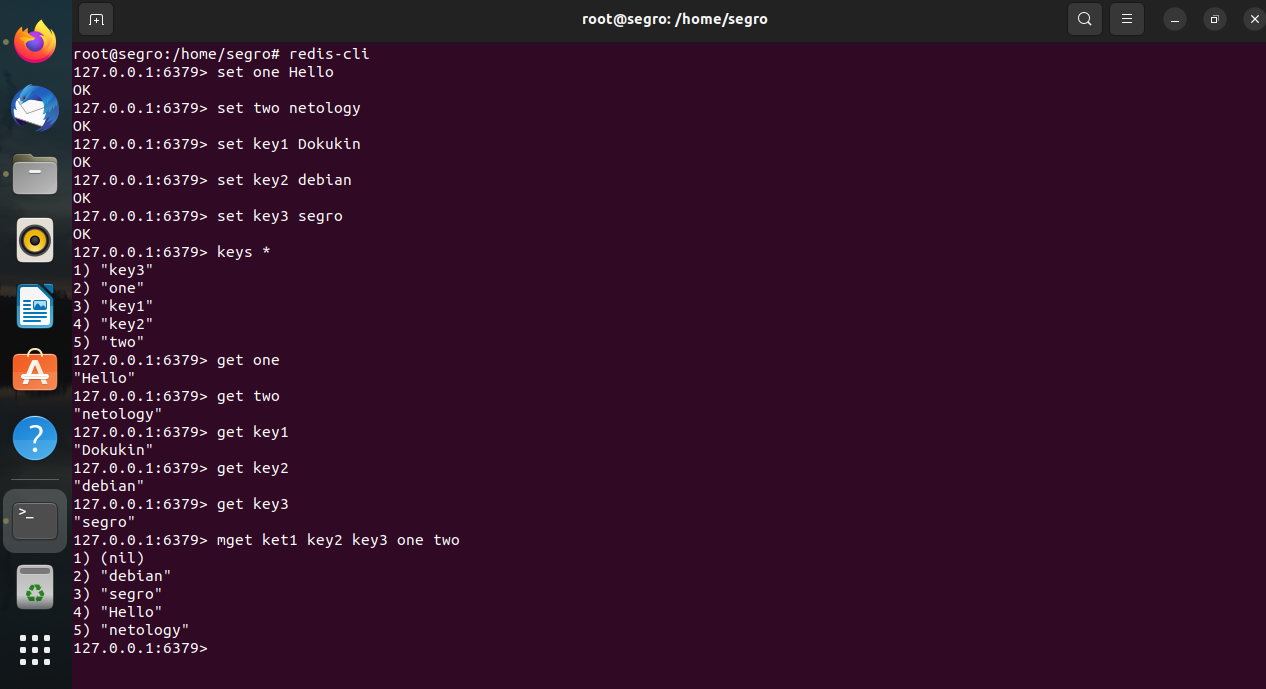 root@segro: /home/segro
root@segro:/home/segro# redis-cli
127.0.0.1:6379> set one Hello
OK
127.0.0.1:6379> set two netology
OK
127.0.0.1:6379> set key1 Dokukin
OK
127.0.0.1:6379> set key2 debian
OK
127.0.0.1:6379> set key3 segro
OK
127.0.0.1:6379> keys *
1) "key3"
2) "one"
3) "key1"
4) "key2"
5) "two"
127.0.0.1:6379> get one
"Hello"
127.0.0.1:6379> get two
"netology"
127.0.0.1:6379> get key1
"Dokukin"
127.0.0.1:6379> get key2
"debian"
127.0.0.1:6379> get key3
"segro"
127.0.0.1:6379> mget ket1 key2 key3 one two
1) (nil)
2) "debian"
3) "segro"
4) "Hello"
5) "netology"
127.0.0.1:6379>